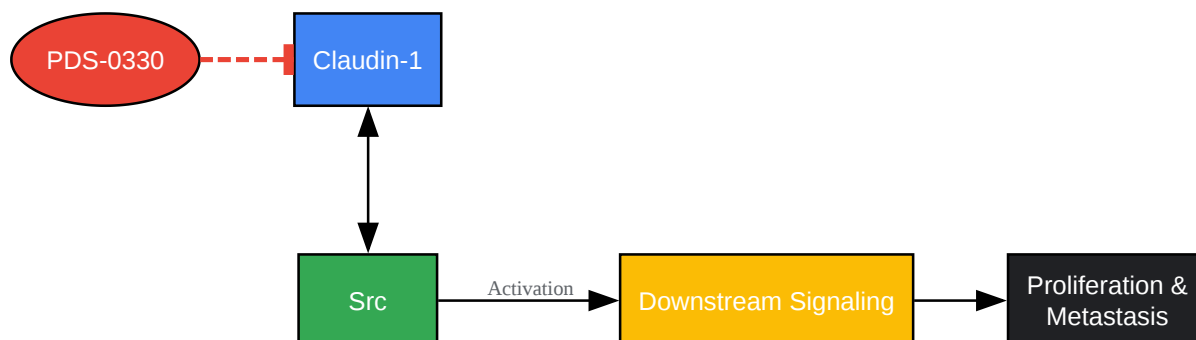 PDS-0330
Claudin-1
Src
Activation
Downstream Signaling
Proliferation &
Metastasis